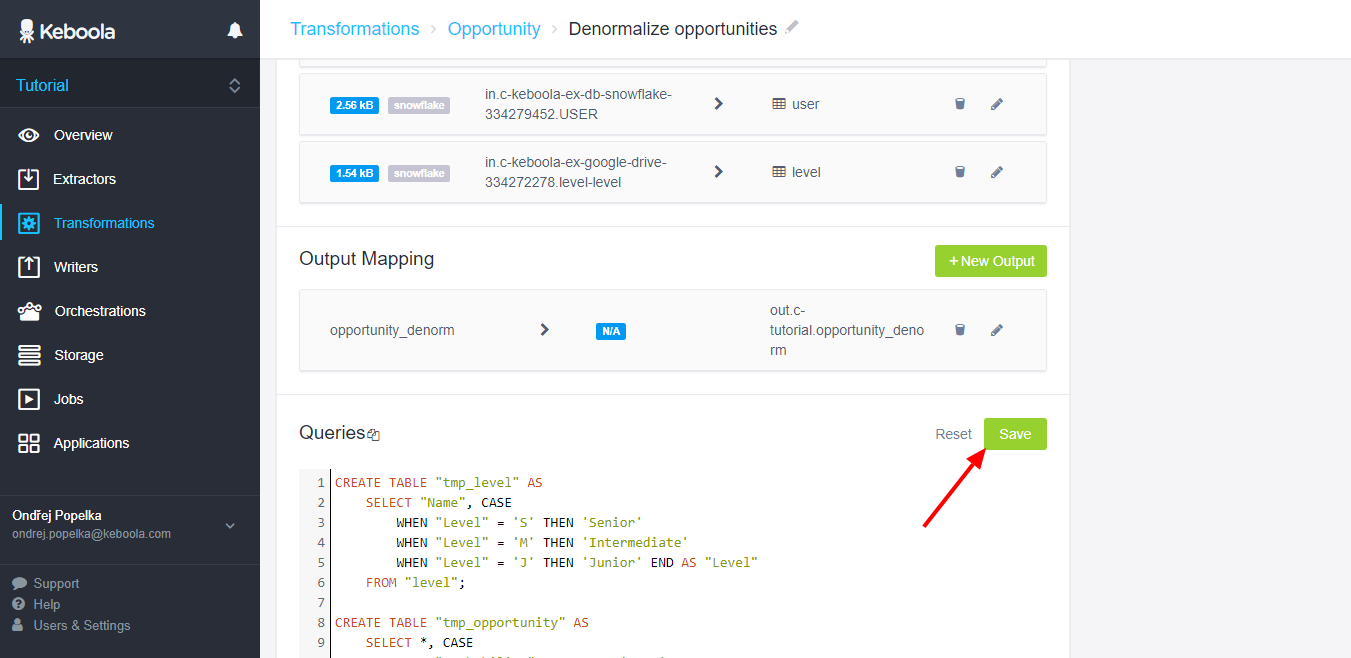 Keboola
Tutorial
Overview
Extractors
Transformations
Writers
Orchestrations
Storage
Jobs
Applications
Ondřej Popelka
ondrej.popelka@keboola.com
Support
Help
Users & Settings
Transformations › Opportunity › Denormalize opportunities
2.56 kB snowflake in.c-keboola-ex-db-snowflake-
334279452.USER
user
1.54 kB snowflake in.c-keboola-ex-google-drive-
334272278.level-level
level
Output Mapping
+ New Output
opportunity_denorm
N/A
out.c-
tutorial.opportunity_deno
rm
Queries
Reset
Save
1 CREATE TABLE "tmp_level" AS
2 SELECT "Name", CASE
3 WHEN "Level" = 'S' THEN 'Senior'
4 WHEN "Level" = 'M' THEN 'Intermediate'
5 WHEN "Level" = 'J' THEN 'Junior' END AS "Level"
6 FROM "level";
7
8 CREATE TABLE "tmp_opportunity" AS
9 SELECT *, CASE